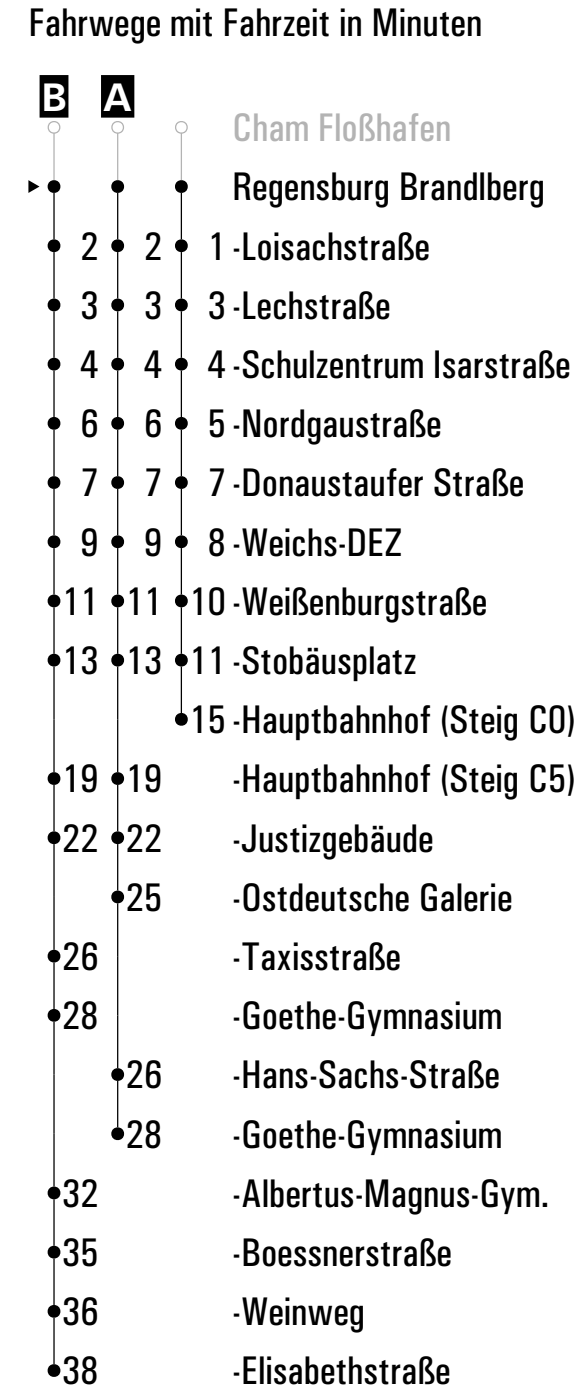 Fahrwege mit Fahrzeit in Minuten
B A
Cham Floßhafen
Regensburg Brandlberg
2 2 1 -Loisachstraße
3 3 3 -Lechstraße
4 4 4 -Schulzentrum Isarstraße
6 6 5 -Nordgaustraße
7 7 7 -Donaustaufer Straße
9 9 8 -Weichs-DEZ
11 11 10 -Weißenburgstraße
13 13 11 -Stobäusplatz
15 -Hauptbahnhof (Steig C0)
19 19 -Hauptbahnhof (Steig C5)
22 22 -Justizgebäude
25 -Ostdeutsche Galerie
26 -Taxisstraße
28 -Goethe-Gymnasium
26 -Hans-Sachs-Straße
28 -Goethe-Gymnasium
32 -Albertus-Magnus-Gym.
35 -Boessnerstraße
36 -Weinweg
38 -Elisabethstraße